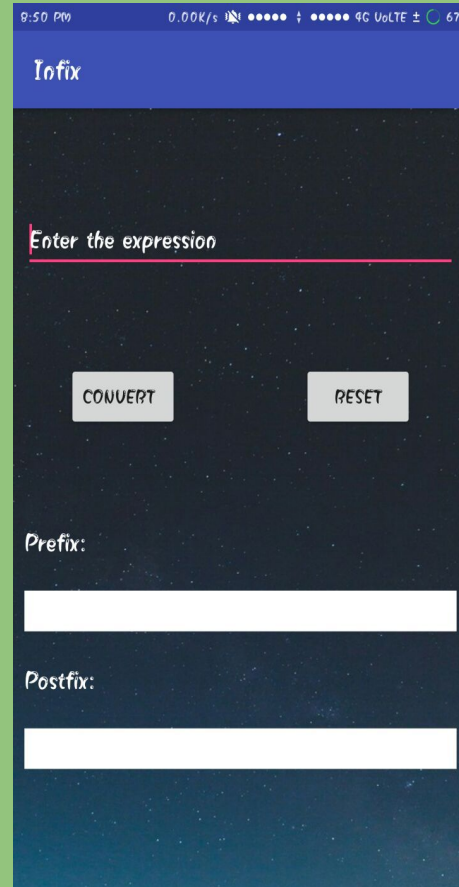 8:50 PM 0.00K/s 4G VoLTE ± 67
Infix
Enter the expression
CONVERT RESET
Prefix:
Postfix: